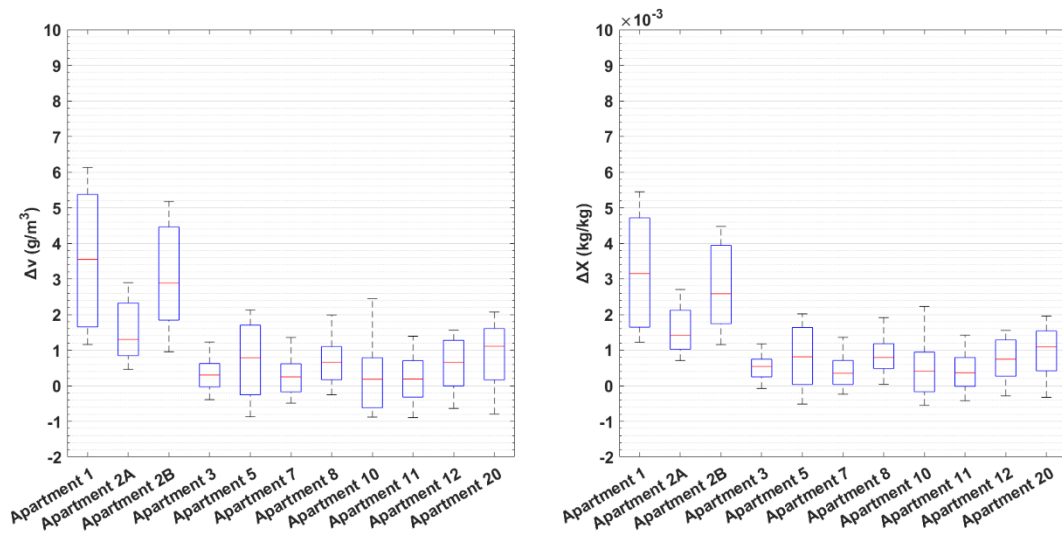 10
9
8
7
6
5
4
3
2
1
0
-1
-2
Δv (g/m³)
Apartment 1
Apartment 2A
Apartment 2B
Apartment 3
Apartment 5
Apartment 7
Apartment 8
Apartment 10
Apartment 11
Apartment 12
Apartment 20
×10⁻³
10
9
8
7
6
5
4
3
2
1
0
-1
-2
ΔX (kg/kg)
Apartment 1
Apartment 2A
Apartment 2B
Apartment 3
Apartment 5
Apartment 7
Apartment 8
Apartment 10
Apartment 11
Apartment 12
Apartment 20